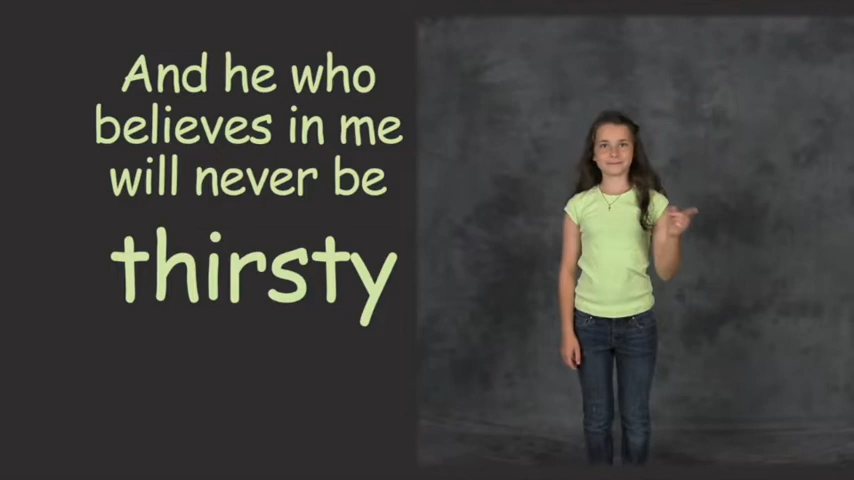 And he who
believes in me
will never be
thirsty